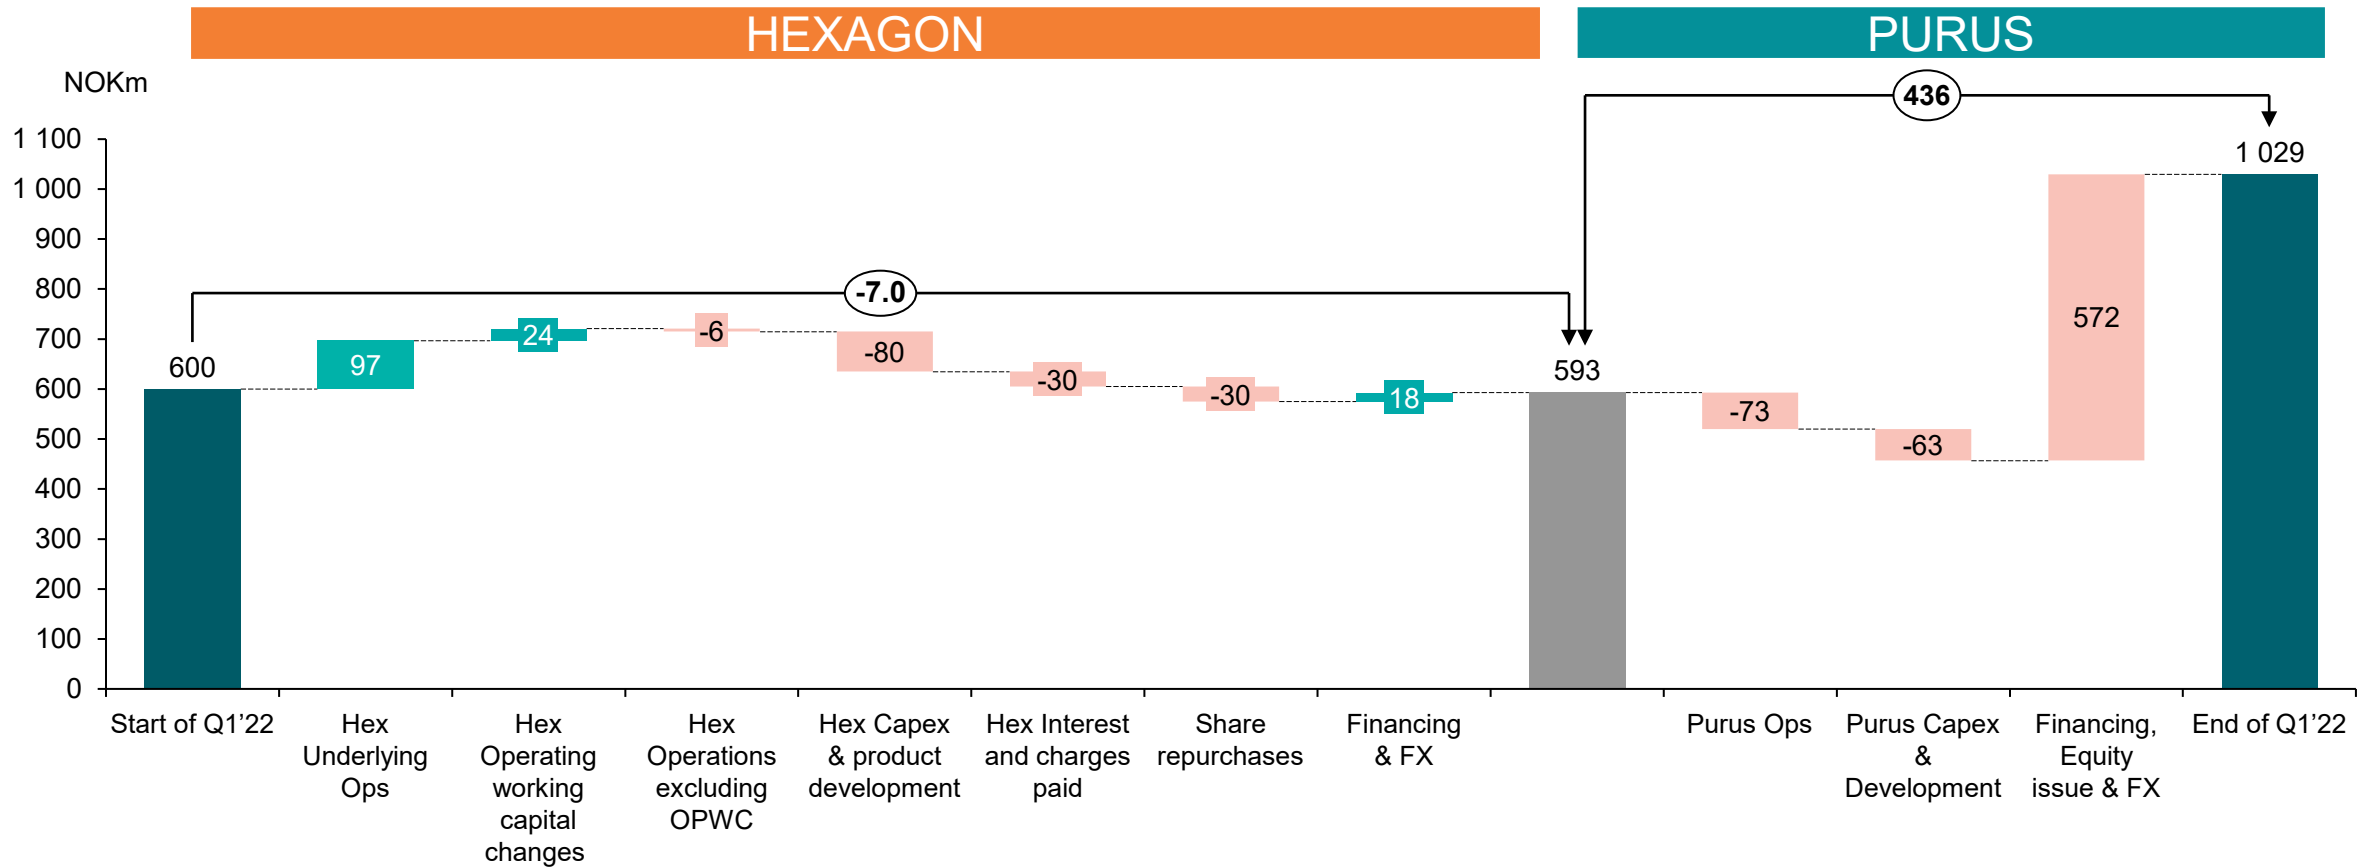 HEXAGON
PURUS
NOKm
436
1 100
1 000
900
800
700
600
500
400
300
200
100
0
-7.0
600
97
24
-6
-80
-30
-30
18
593
-73
-63
572
1 029
Start of Q1’22
Hex
Underlying
Ops
Hex
Operating
working
capital
changes
Hex
Operations
excluding
OPWC
Hex Capex
& product
development
Hex Interest
and charges
paid
Share
repurchases
Financing
& FX
Purus Ops
Purus Capex
&
Development
Financing,
Equity
issue & FX
End of Q1’22